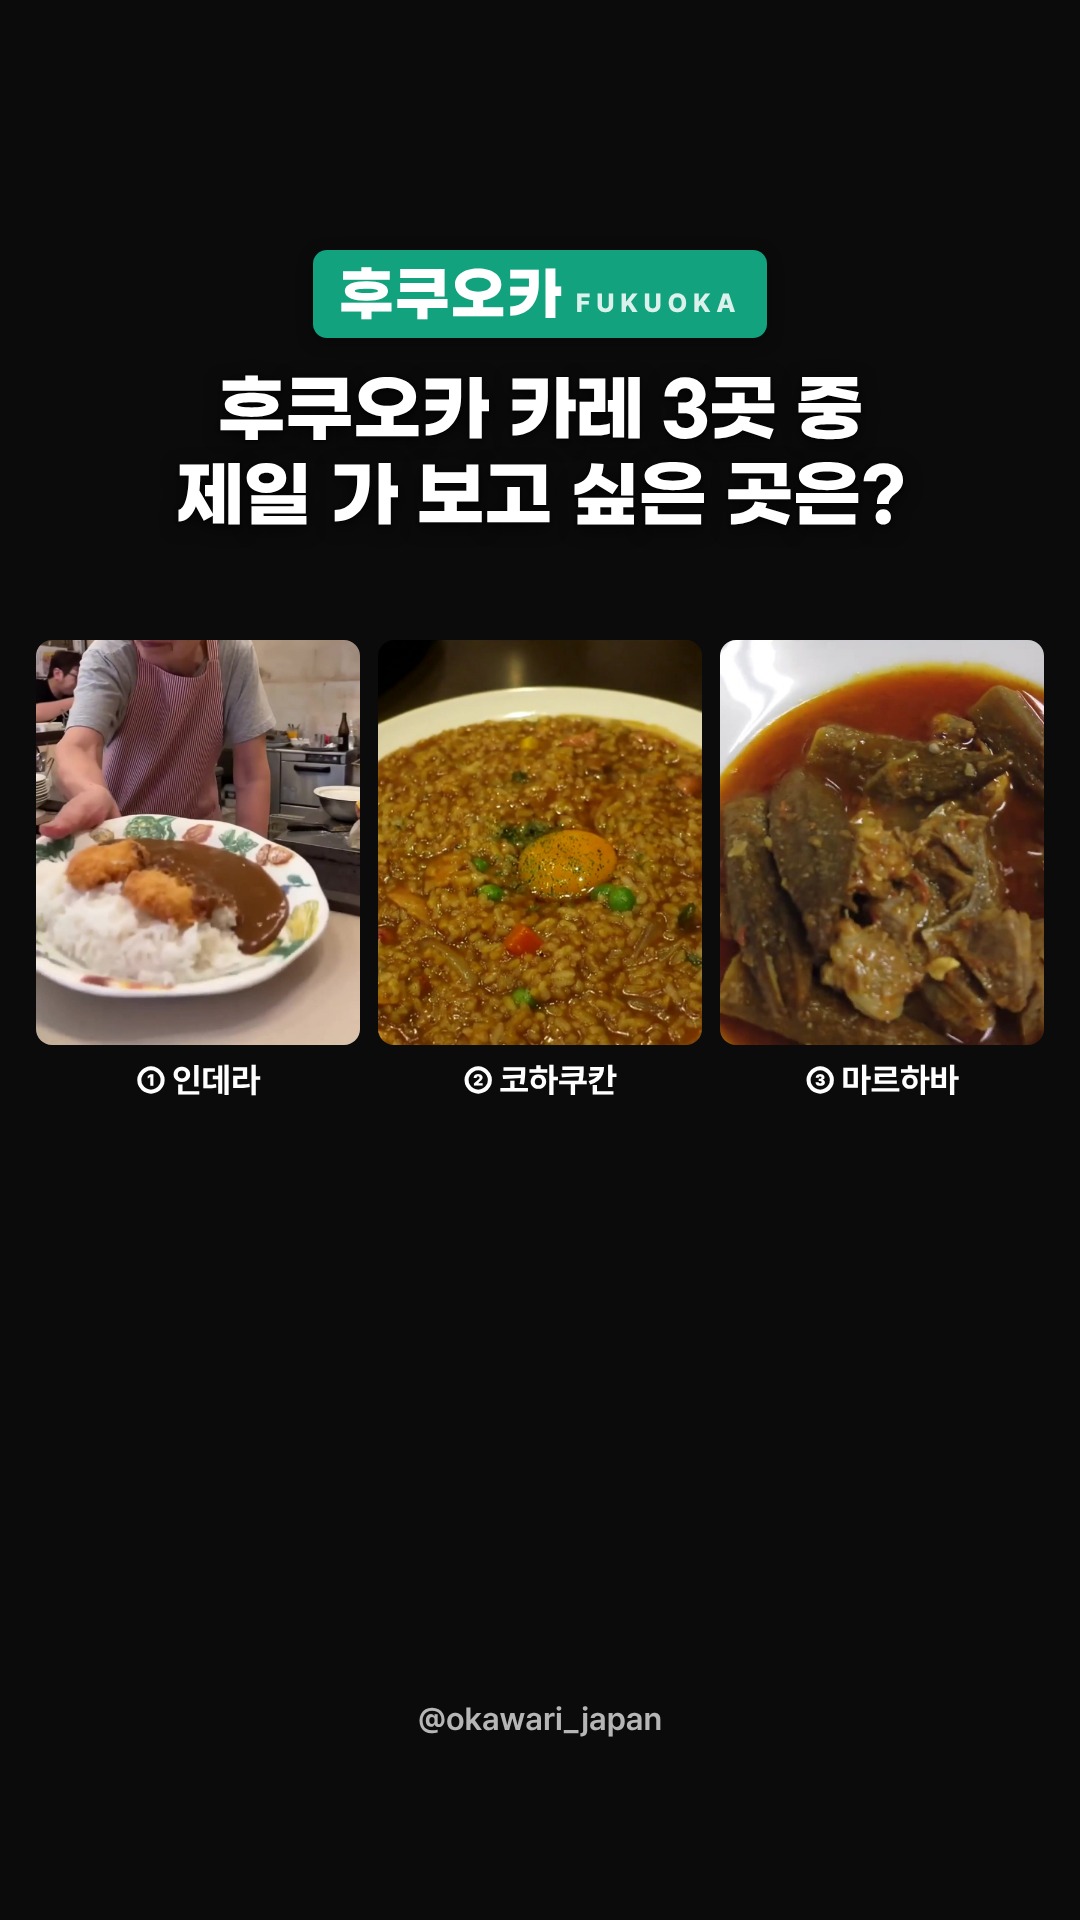 후쿠오카 FUKUOKA
후쿠오카 카레 3곳 중
제일 가 보고 싶은 곳은?
① 인데라
② 코하쿠칸
③ 마르하바
@okawari_japan